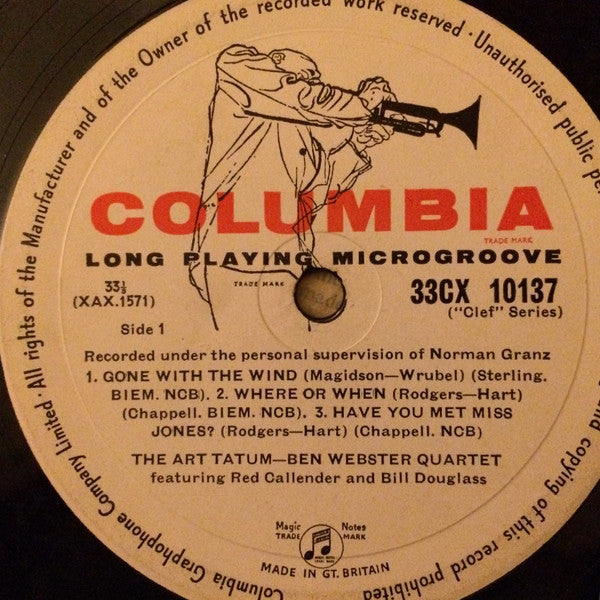 Columbia Graphophone Company Limited · All rights of the Manufacturer and of the Owner of the recorded work reserved · Unauthorised public
and copying of this record prohibited
COLUMBIA
TRADE MARK
LONG PLAYING MICROGROOVE
TRADE MARK
33⅓
(XAX.1571)
33CX 10137
("Clef" Series)
Side 1
Recorded under the personal supervision of Norman Granz
1. GONE WITH THE WIND (Magidson—Wrubel) (Sterling.
BIEM. NCB). 2. WHERE OR WHEN (Rodgers—Hart)
(Chappell. BIEM. NCB). 3. HAVE YOU MET MISS
JONES? (Rodgers—Hart) (Chappell. NCB)
THE ART TATUM—BEN WEBSTER QUARTET
featuring Red Callender and Bill Douglass
Magic Notes
TRADE MARK
MADE IN GT. BRITAIN